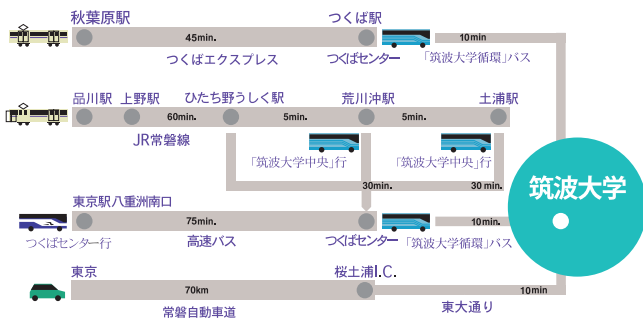 秋葉原駅
つくば駅
45min.
10min
つくばエクスプレス
つくばセンター
「筑波大学循環」バス
品川駅
上野駅
ひたち野うしく駅
荒川沖駅
土浦駅
60min.
5min.
5min.
JR常磐線
「筑波大学中央」行
「筑波大学中央」行
30min.
30min.
筑波大学
東京駅八重洲南口
75min.
10min.
つくばセンター行
高速バス
つくばセンター
「筑波大学循環」バス
東京
桜土浦I.C.
70km
10min
常磐自動車道
東大通り